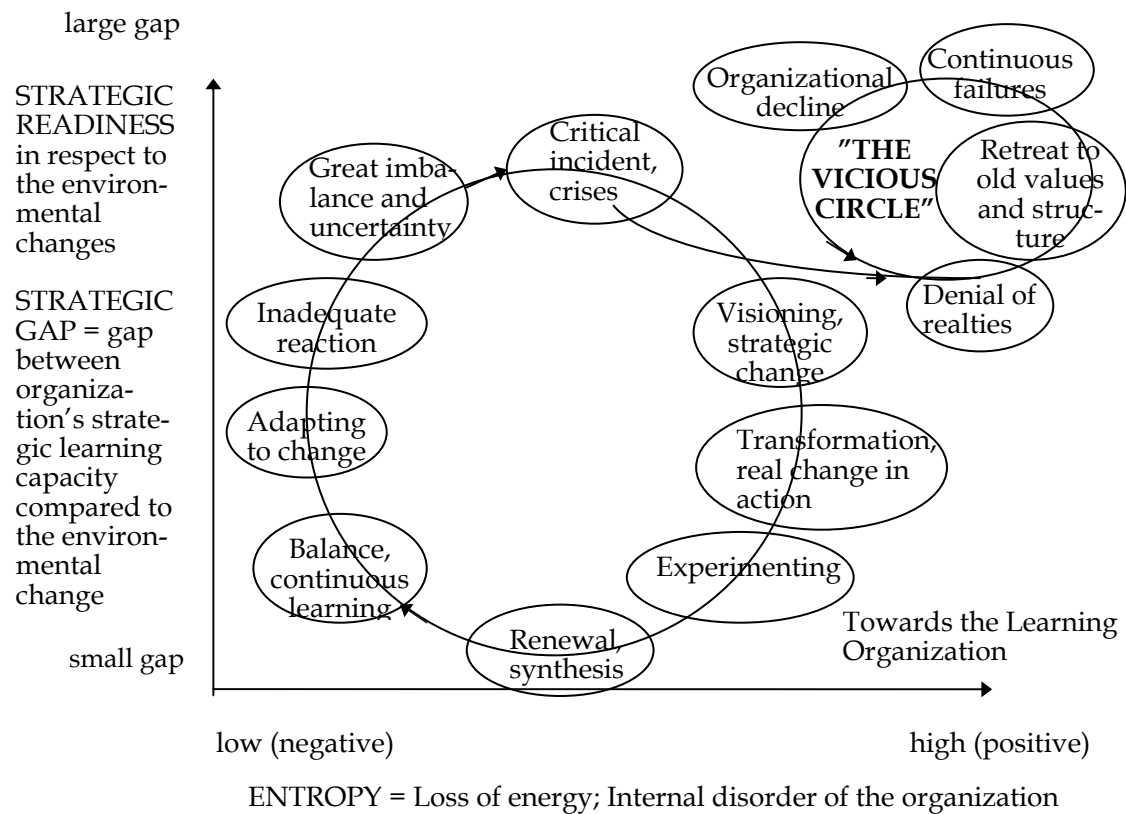 large gap
STRATEGIC
READINESS
in respect to
the environ-
mental
changes
STRATEGIC
GAP = gap
between
organiza-
tion's strate-
gic learning
capacity
compared to
the environ-
mental
change
small gap
Organizational
decline
Continuous
failures
"THE
VICIOUS
CIRCLE"
Retreat to
old values
and struc-
ture
Denial of
realties
Critical
incident,
crises
Great imba-
lance and
uncertainty
Inadequate
reaction
Adapting
to change
Balance,
continuous
learning
Visioning,
strategic
change
Transformation,
real change in
action
Experimenting
Renewal,
synthesis
Towards the Learning
Organization
low (negative)
high (positive)
ENTROPY = Loss of energy; Internal disorder of the organization